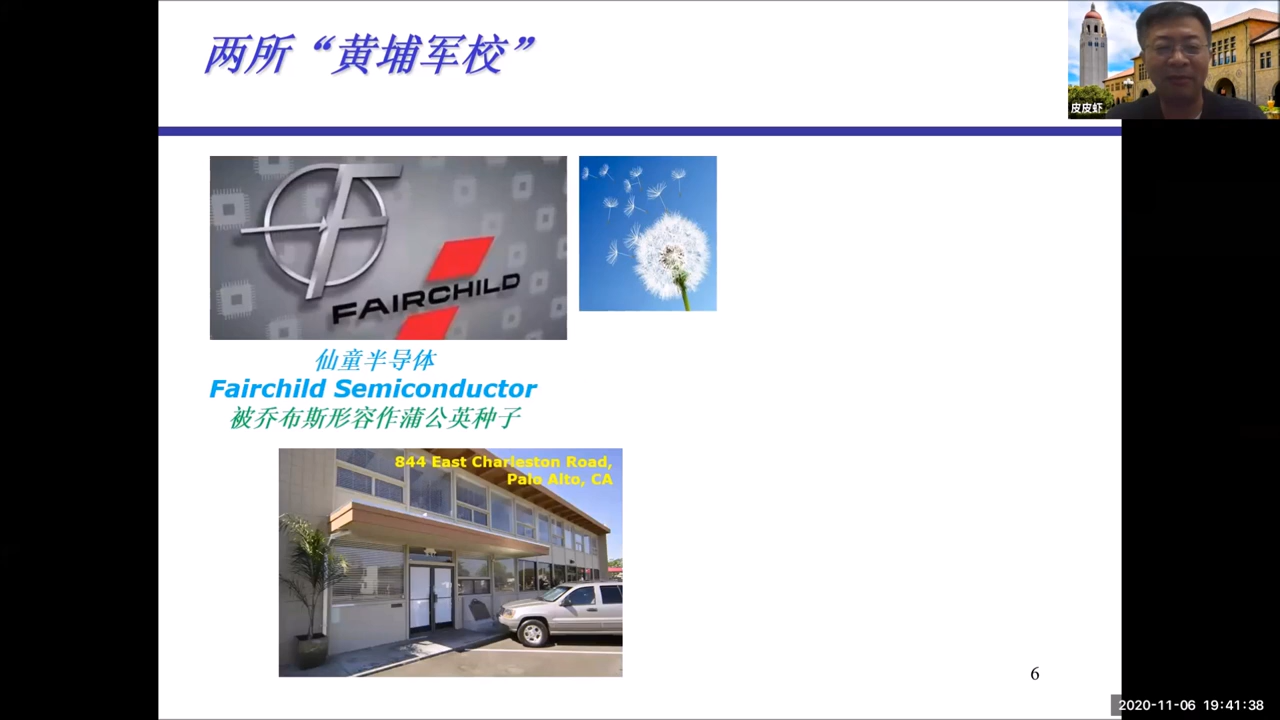 两所“黄埔军校”
皮皮虾
FAIRCHILD
仙童半导体
Fairchild Semiconductor
被乔布斯形容作蒲公英种子
844 East Charleston Road,
Palo Alto, CA
6
2020-11-06 19:41:38